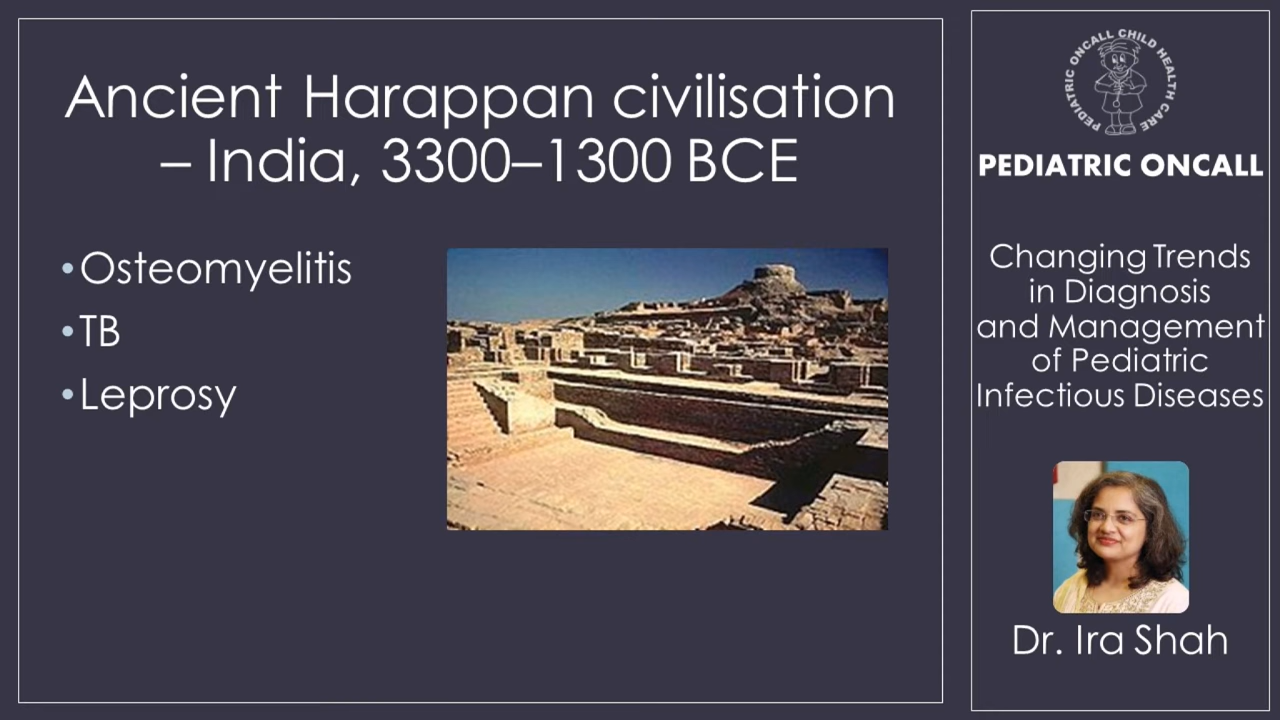 Ancient Harappan civilisation
– India, 3300–1300 BCE
•Osteomyelitis
•TB
•Leprosy
PEDIATRIC ONCALL CHILD HEALTH CARE
PEDIATRIC ONCALL
Changing Trends
in Diagnosis
and Management
of Pediatric
Infectious Diseases
Dr. Ira Shah